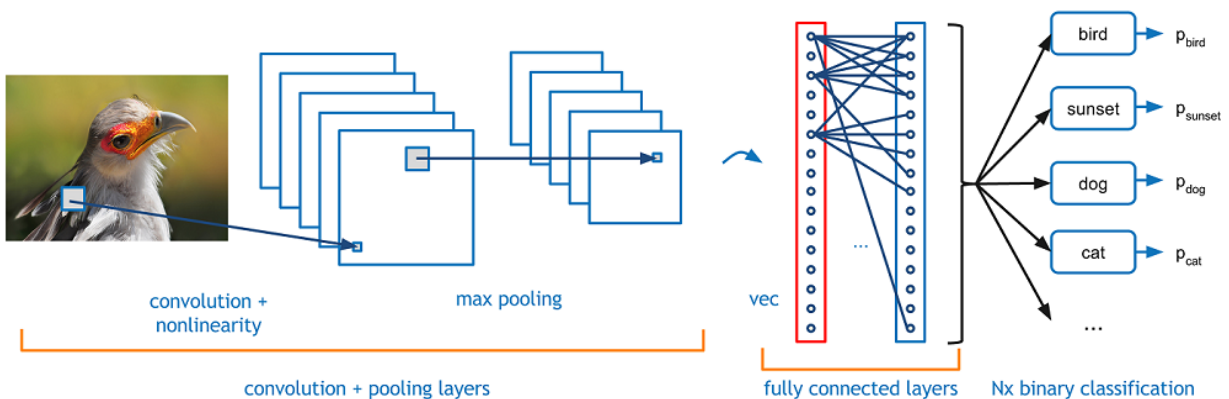 convolution +
nonlinearity
max pooling
vec
...
bird
p_bird
sunset
p_sunset
dog
p_dog
cat
p_cat
...
convolution + pooling layers
fully connected layers
Nx binary classification